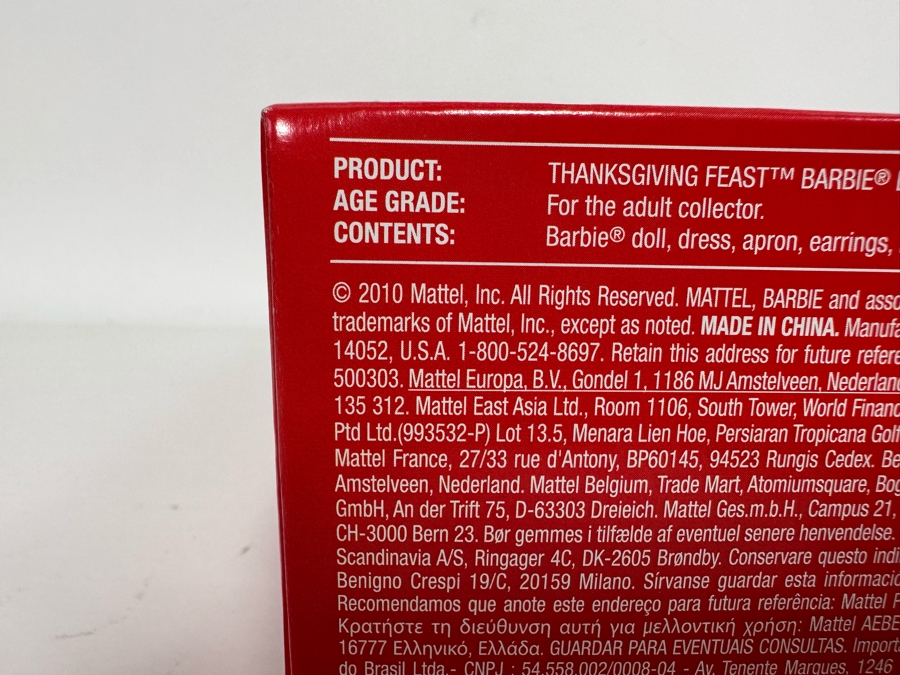 PRODUCT: THANKSGIVING FEAST™ BARBIE®
AGE GRADE: For the adult collector.
CONTENTS: Barbie® doll, dress, apron, earrings,
© 2010 Mattel, Inc. All Rights Reserved. MATTEL, BARBIE and asso
trademarks of Mattel, Inc., except as noted. MADE IN CHINA. Manufa
14052, U.S.A. 1-800-524-8697. Retain this address for future refere
500303. Mattel Europa, B.V., Gondel 1, 1186 MJ Amstelveen, Nederland
135 312. Mattel East Asia Ltd., Room 1106, South Tower, World Financ
Ptd Ltd.(993532-P) Lot 13.5, Menara Lien Hoe, Persiaran Tropicana Golf
Mattel France, 27/33 rue d'Antony, BP60145, 94523 Rungis Cedex. Be
Amstelveen, Nederland. Mattel Belgium, Trade Mart, Atomiumsquare, Bog
GmbH, An der Trift 75, D-63303 Dreieich. Mattel Ges.m.b.H., Campus 21,
CH-3000 Bern 23. Bør gemmes i tilfælde af eventuel senere henvendelse.
Scandinavia A/S, Ringager 4C, DK-2605 Brøndby. Conservare questo indi
Benigno Crespi 19/C, 20159 Milano. Sírvanse guardar esta informació
Recomendamos que anote este endereço para futura referência: Mattel P
Κρατήστε τη διεύθυνση αυτή για μελλοντική χρήση: Mattel AEBE
16777 Ελληνικό, Ελλάδα. GUARDAR PARA EVENTUAIS CONSULTAS. Import
do Brasil Ltda.- CNPJ : 54.558.002/0008-04 - Av. Tenente Marques, 1246